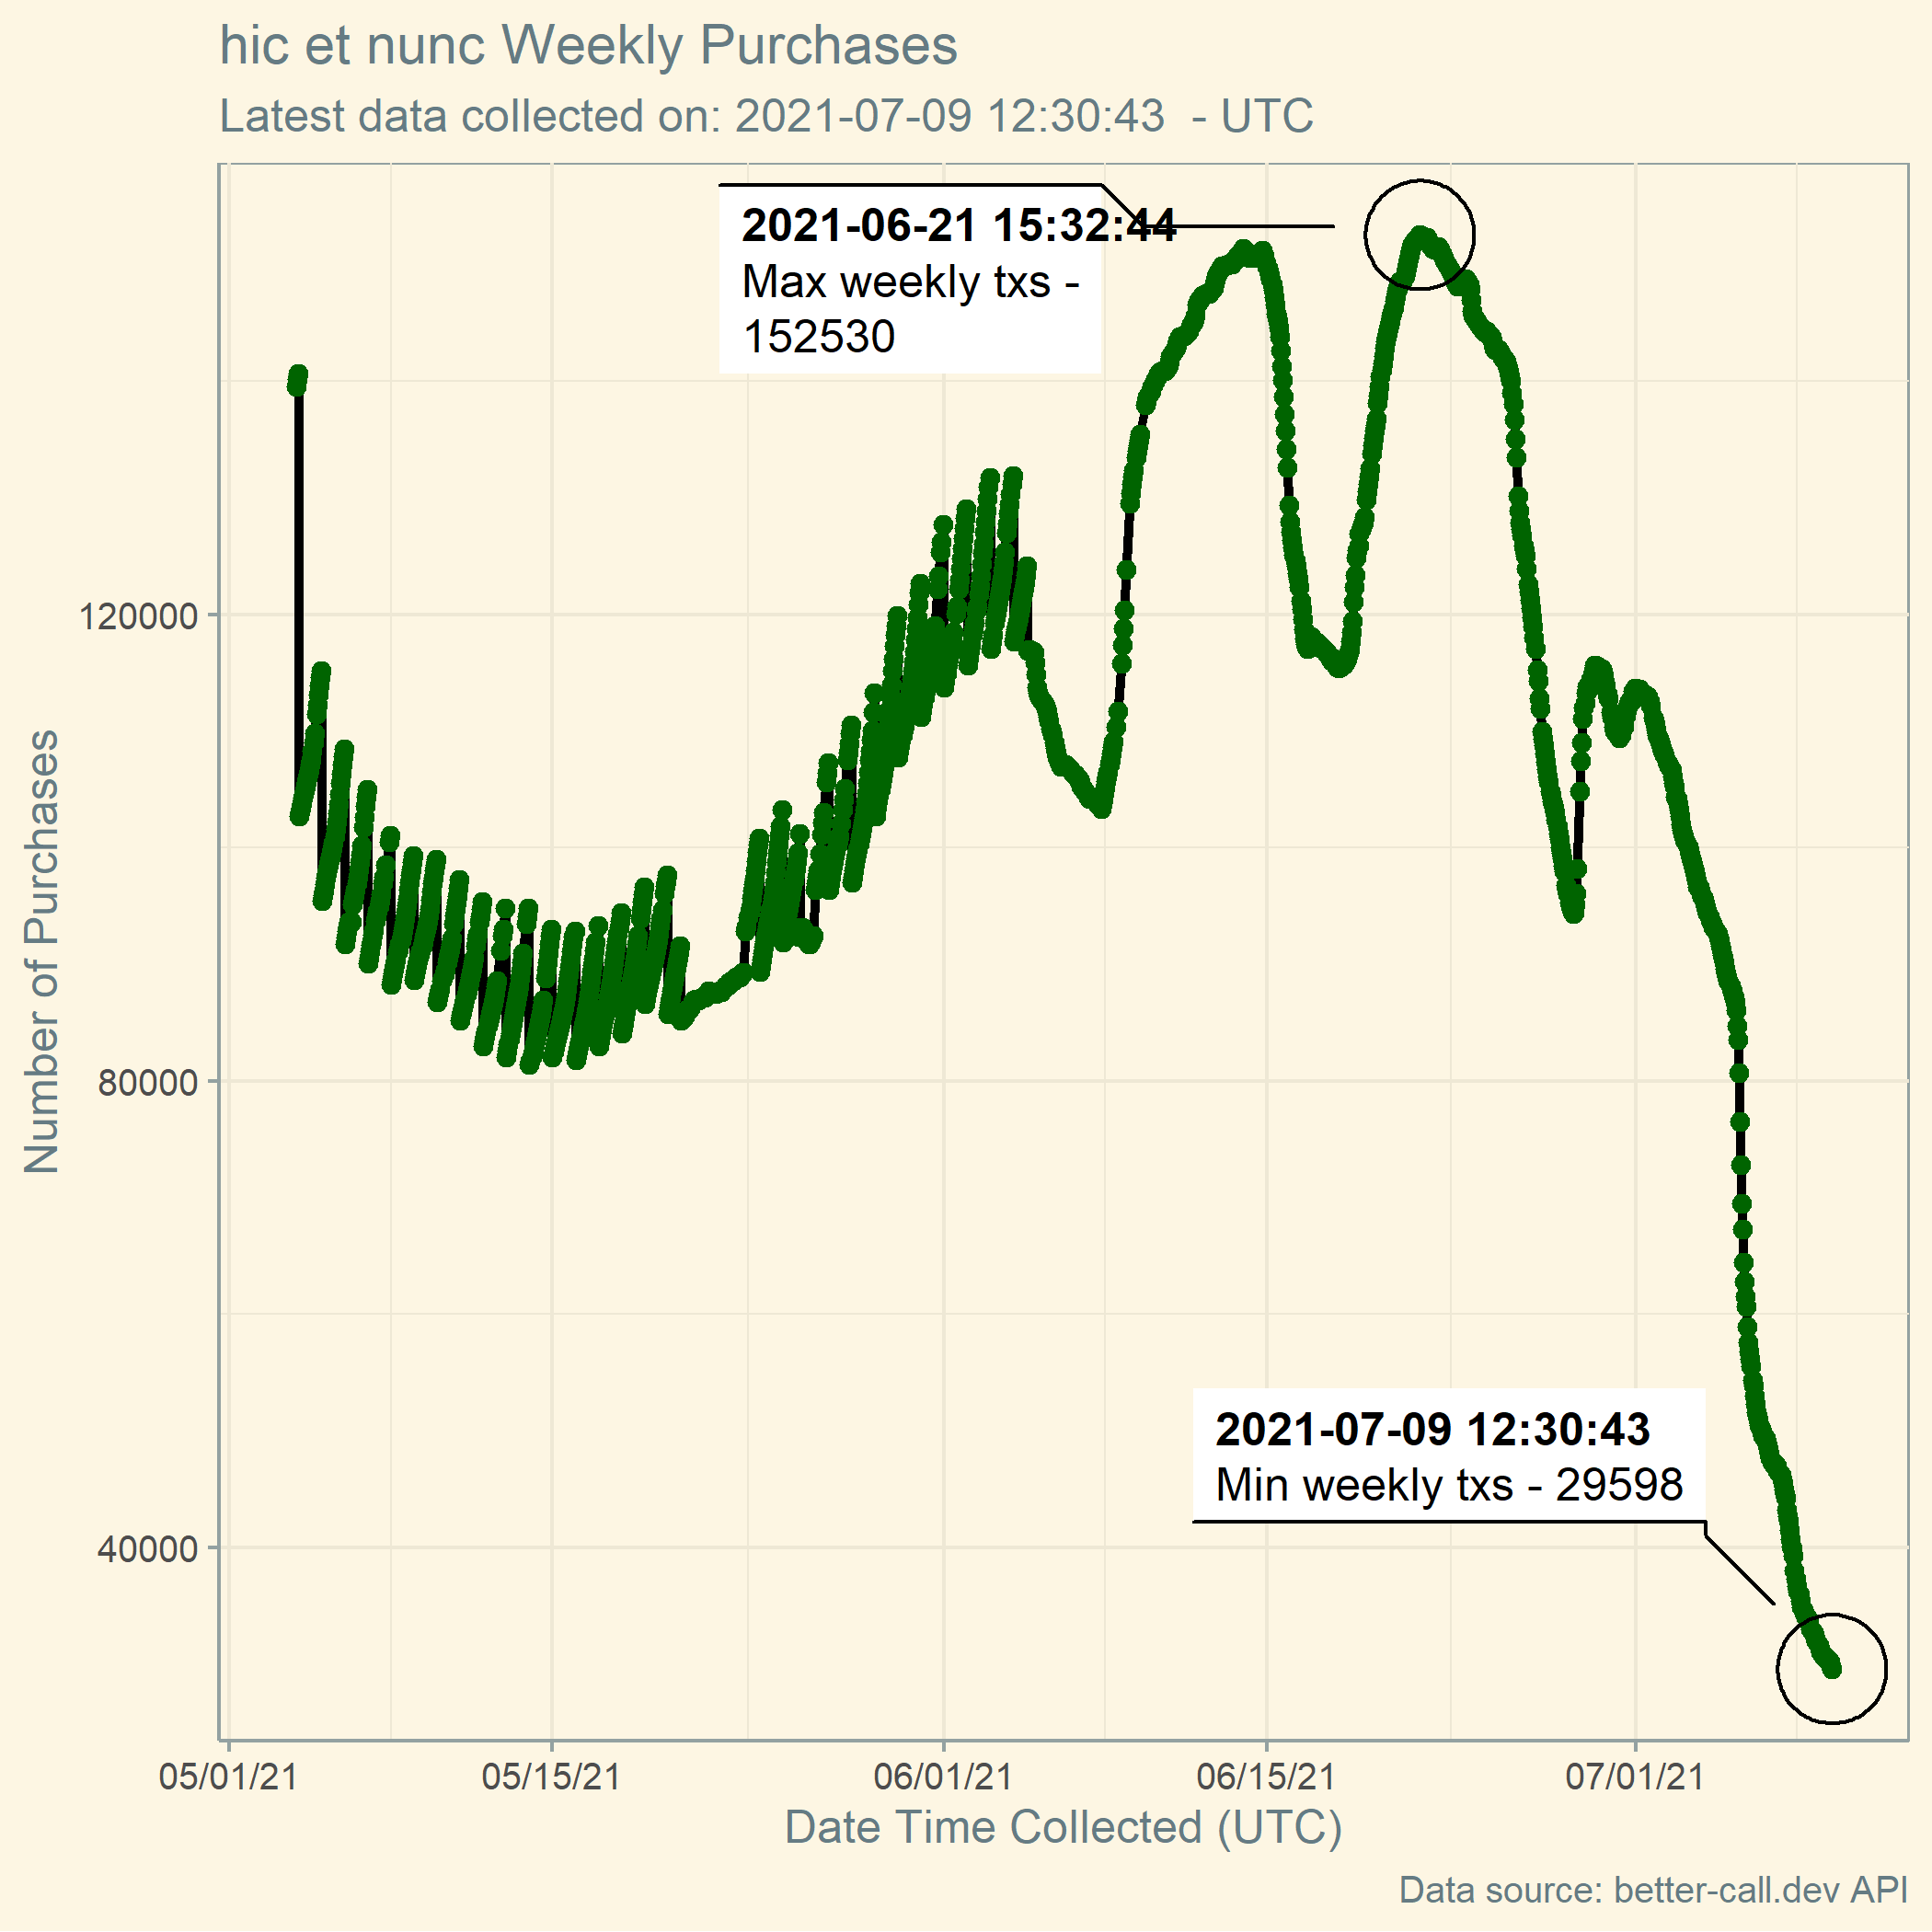 hic et nunc Weekly Purchases
Latest data collected on: 2021-07-09 12:30:43  - UTC
2021-06-21 15:32:44
Max weekly txs -
152530
120000
80000
40000
Number of Purchases
2021-07-09 12:30:43
Min weekly txs - 29598
05/01/21 05/15/21 06/01/21 06/15/21 07/01/21
Date Time Collected (UTC)
Data source: better-call.dev API